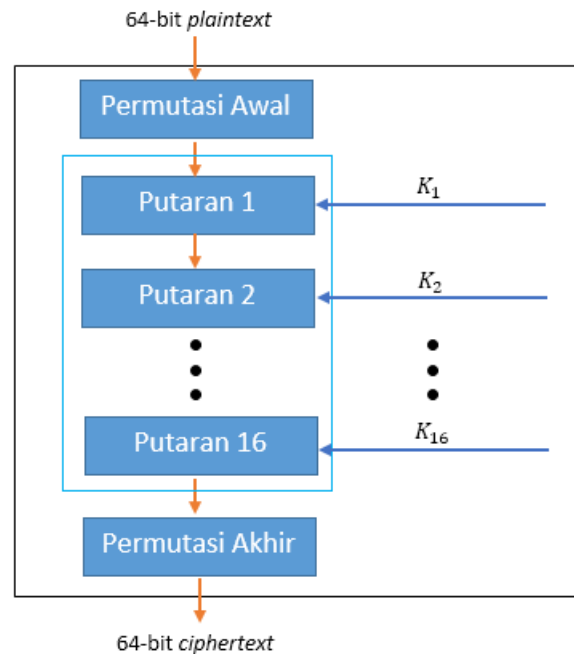 64-bit plaintext
Permutasi Awal
Putaran 1
K₁
Putaran 2
K₂
Putaran 16
K₁₆
Permutasi Akhir
64-bit ciphertext